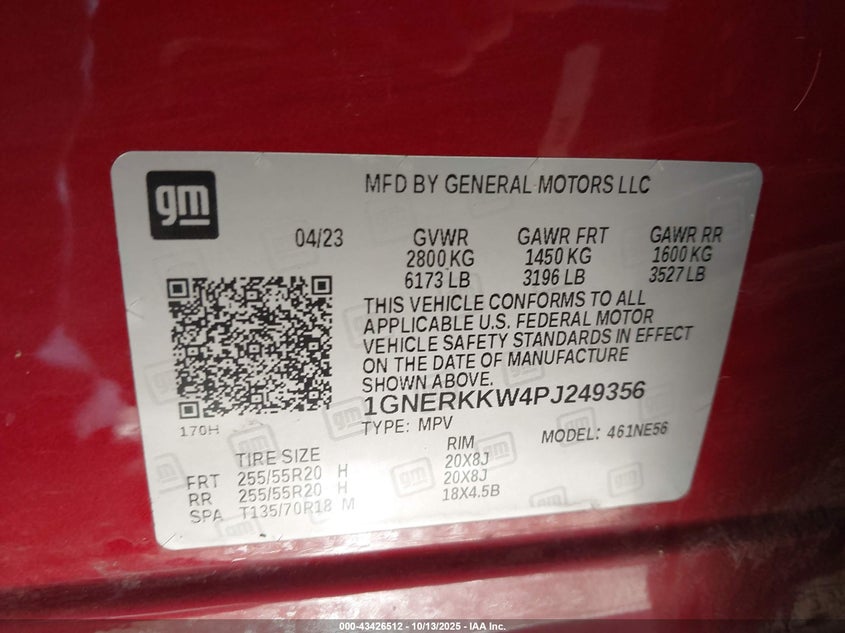 gm
MFD BY GENERAL MOTORS LLC
04/23 GVWR GAWR FRT GAWR RR
2800 KG 1450 KG 1600 KG
6173 LB 3196 LB 3527 LB
THIS VEHICLE CONFORMS TO ALL
APPLICABLE U.S. FEDERAL MOTOR
VEHICLE SAFETY STANDARDS IN EFFECT
ON THE DATE OF MANUFACTURE
SHOWN ABOVE.
1GNERKKW4PJ249356
170H
TYPE: MPV MODEL: 461NE56
TIRE SIZE RIM
FRT 255/55R20 H 20X8J
RR 255/55R20 H 20X8J
SPA T135/70R18 M 18X4.5B
000-43426512 - 10/13/2025 - IAA Inc.